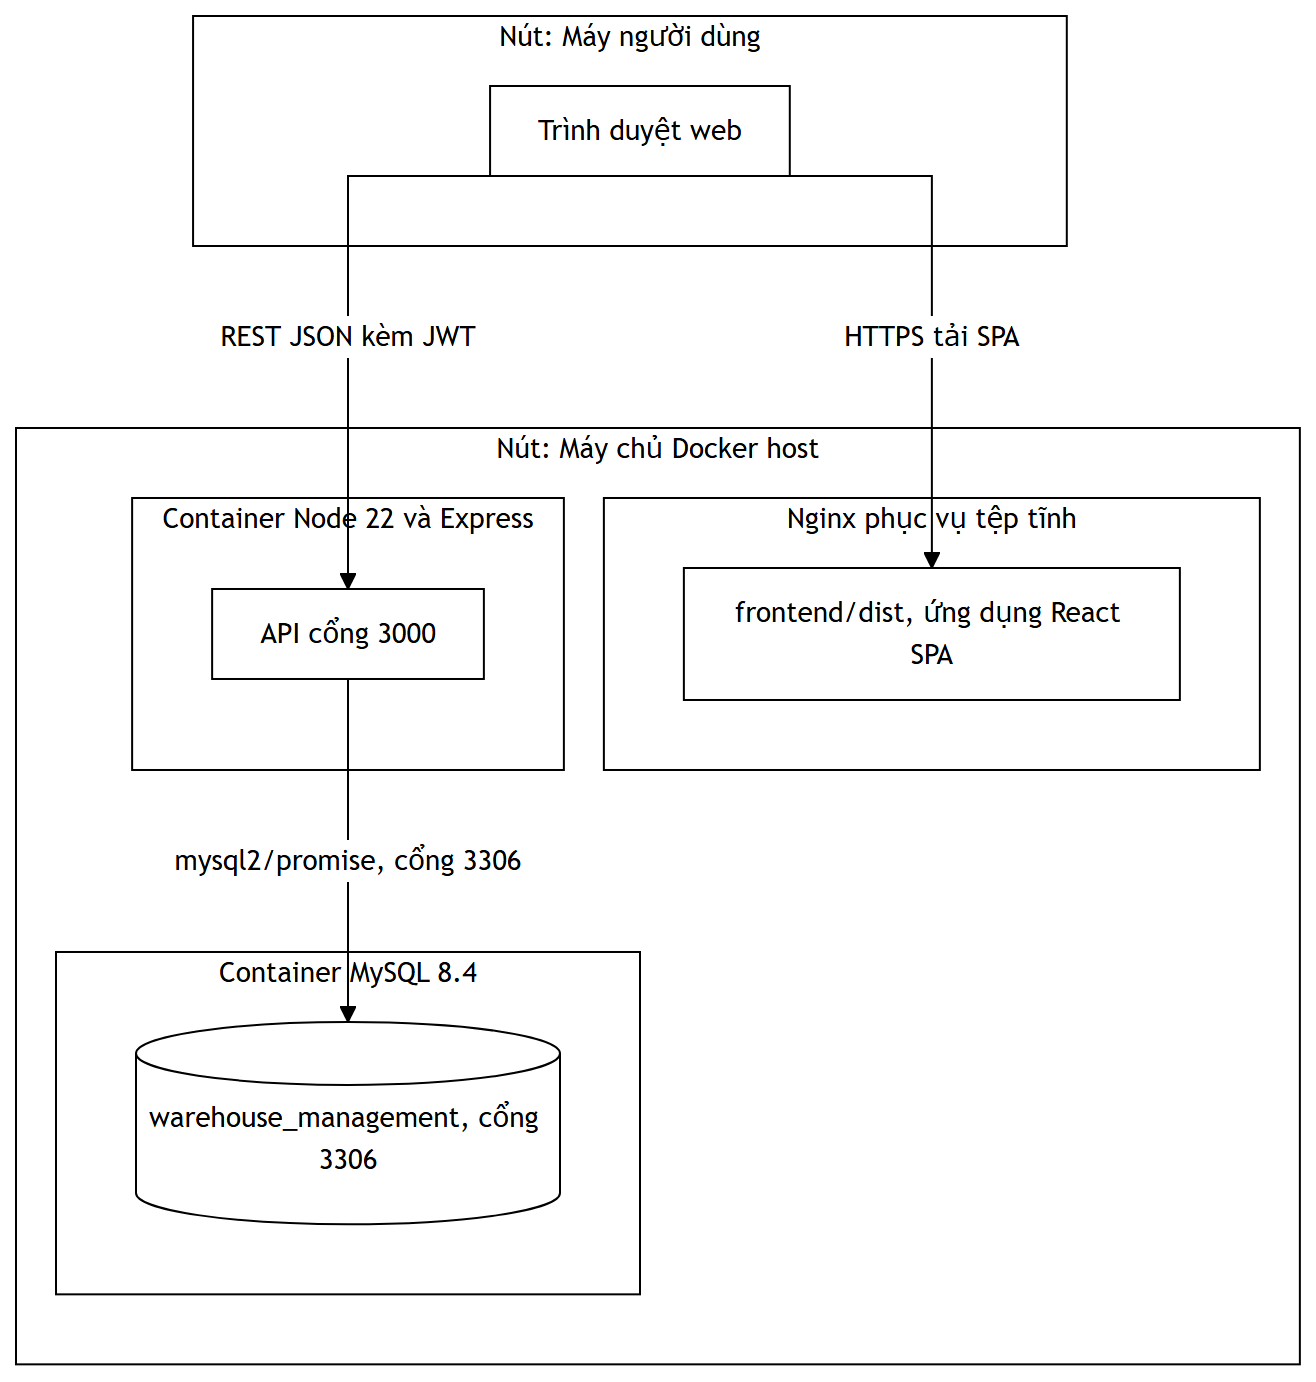 Nút: Máy người dùng
Trình duyệt web
REST JSON kèm JWT
HTTPS tải SPA
Nút: Máy chủ Docker host
Container Node 22 và Express
Nginx phục vụ tệp tĩnh
API cổng 3000
frontend/dist, ứng dụng React
SPA
mysql2/promise, cổng 3306
Container MySQL 8.4
warehouse_management, cổng
3306